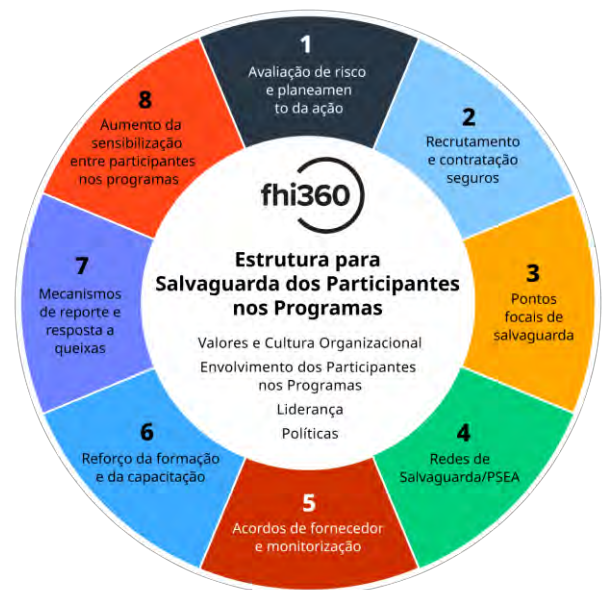 1
Avaliação de risco
e planeamen
to da ação
2
Recrutamento
e contratação
seguros
3
Pontos
focais de
salvaguarda
4
Redes de
Salvaguarda/PSEA
5
Acordos de fornecedor
e monitorização
6
Reforço da formação
e da capacitação
7
Mecanismos
de reporte e
resposta a
queixas
8
Aumento da
sensibilização
entre participantes
nos programas
fhi360
Estrutura para
Salvaguarda dos Participantes
nos Programas
Valores e Cultura Organizacional
Envolvimento dos Participantes
nos Programas
Liderança
Políticas